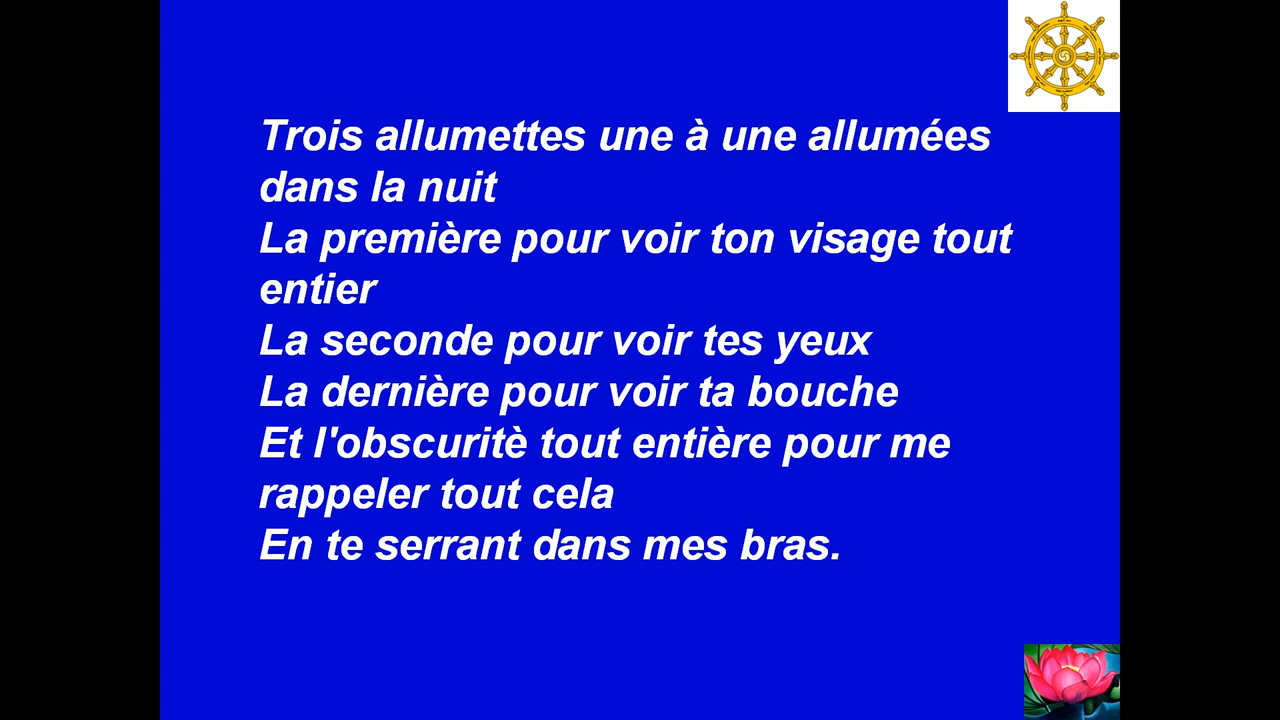 Trois allumettes une à une allumées
dans la nuit
La première pour voir ton visage tout
entier
La seconde pour voir tes yeux
La dernière pour voir ta bouche
Et l'obscuritè tout entière pour me
rappeler tout cela
En te serrant dans mes bras.